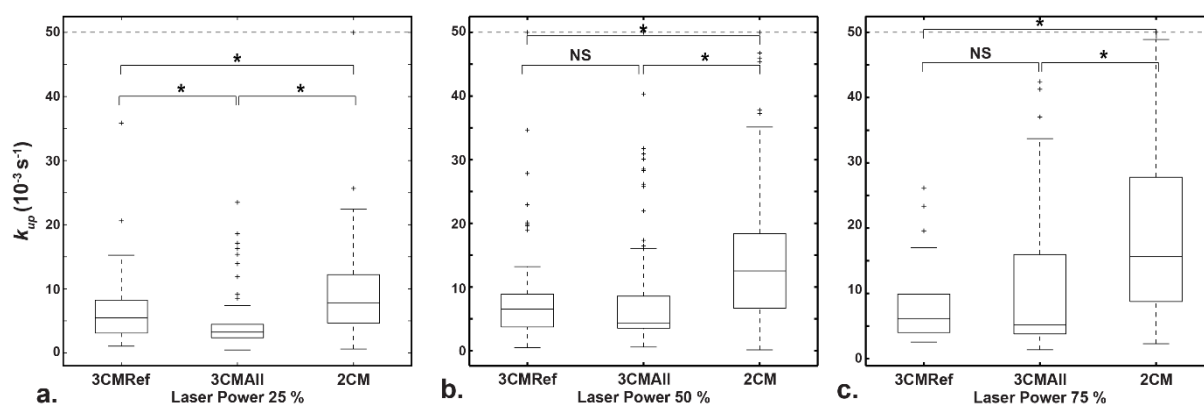 50
40
30
20
10
0
k_up (10⁻³ s⁻¹)
*
*
*
3CMRef 3CMAll 2CM
a. Laser Power 25 %
50
40
30
20
10
0
*
NS
*
3CMRef 3CMAll 2CM
b. Laser Power 50 %
50
40
30
20
10
0
*
NS
*
3CMRef 3CMAll 2CM
c. Laser Power 75 %